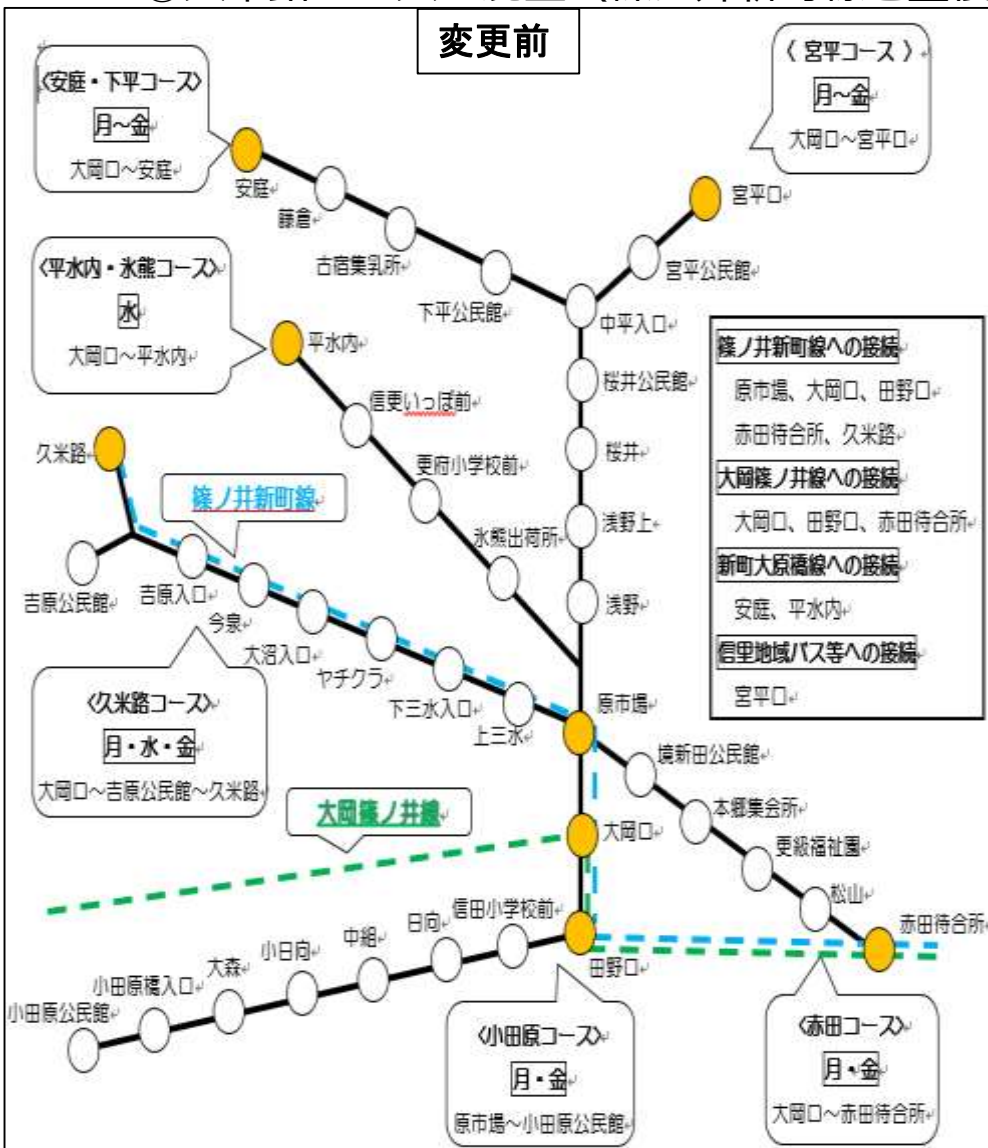 変更前
〈安庭・下平コース〉
月～金
大岡口～安庭
〈 宮平コース 〉
月～金
大岡口～宮平口
安庭
藤倉
古宿集乳所
下平公民館
宮平口
宮平公民館
中平入口
〈平水内・氷熊コース〉
水
大岡口～平水内
平水内
信更いっぽ前
更府小学校前
氷熊出荷所
桜井公民館
桜井
浅野上
浅野
篠ノ井新町線への接続
原市場、大岡口、田野口
赤田待合所、久米路
大岡篠ノ井線への接続
大岡口、田野口、赤田待合所
新町大原橋線への接続
安庭、平水内
信里地域バス等への接続
宮平口
久米路
篠ノ井新町線
吉原公民館
吉原入口
今泉
大沼入口
ヤチクラ
下三水入口
上三水
原市場
〈久米路コース〉
月・水・金
大岡口～吉原公民館～久米路
境新田公民館
本郷集会所
更級福祉園
松山
赤田待合所
大岡篠ノ井線
大岡口
田野口
信田小学校前
日向
中組
小日向
大森
小田原橋入口
小田原公民館
〈小田原コース〉
月・金
原市場～小田原公民館
〈赤田コース〉
月・金
大岡口～赤田待合所